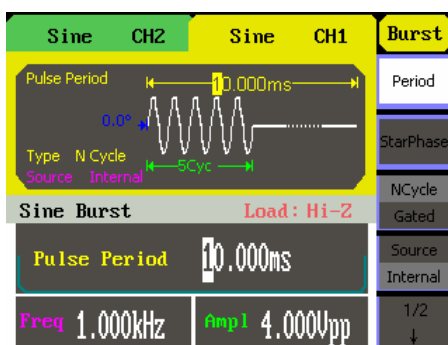 Sine CH2 Sine CH1 Burst
Pulse Period 10.000ms
Period
0.0°
StarPhase
Type N Cycle
5Cyc
Source Internal
NCycle
Gated
Sine Burst Load: Hi-Z
Source
Internal
Pulse Period 10.000ms
1/2
↓
Freq 1.000kHz Ampl 4.000Vpp